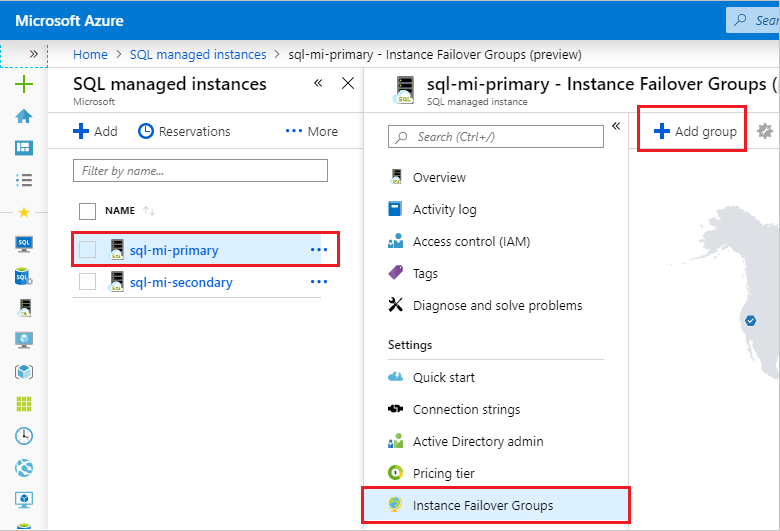 Microsoft Azure
Sear
Home > SQL managed instances > sql-mi-primary - Instance Failover Groups (preview)
SQL managed instances
Microsoft
Add
Reservations
More
Filter by name...
NAME
sql-mi-primary
sql-mi-secondary
sql-mi-primary - Instance Failover Groups (
SQL managed instance
Search (Ctrl+/)
Add group
Overview
Activity log
Access control (IAM)
Tags
Diagnose and solve problems
Settings
Quick start
Connection strings
Active Directory admin
Pricing tier
Instance Failover Groups
SQL
SQL